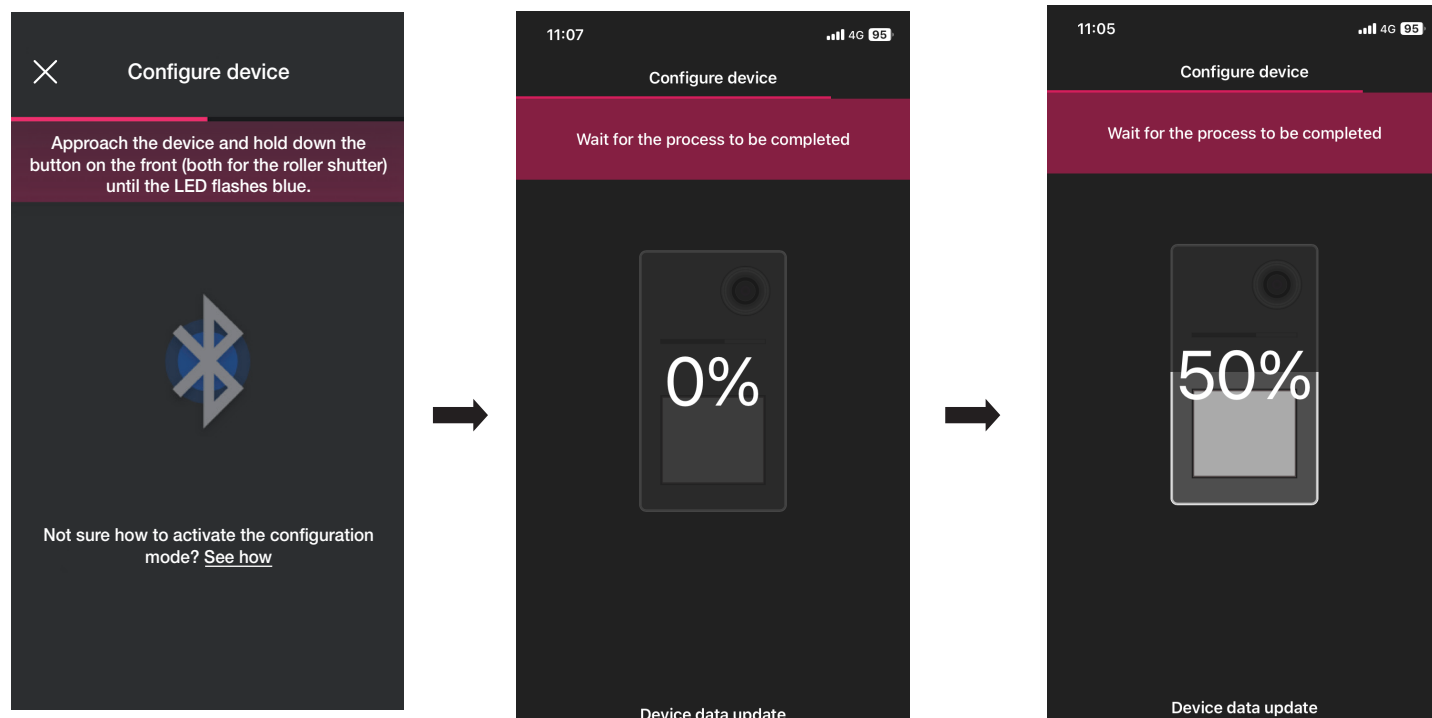 Configure device
Approach the device and hold down the
button on the front (both for the roller shutter)
until the LED flashes blue.
Not sure how to activate the configuration
mode? See how
11:07
4G 95
Configure device
Wait for the process to be completed
0%
Device data update
11:05
4G 95
Configure device
Wait for the process to be completed
50%
Device data update